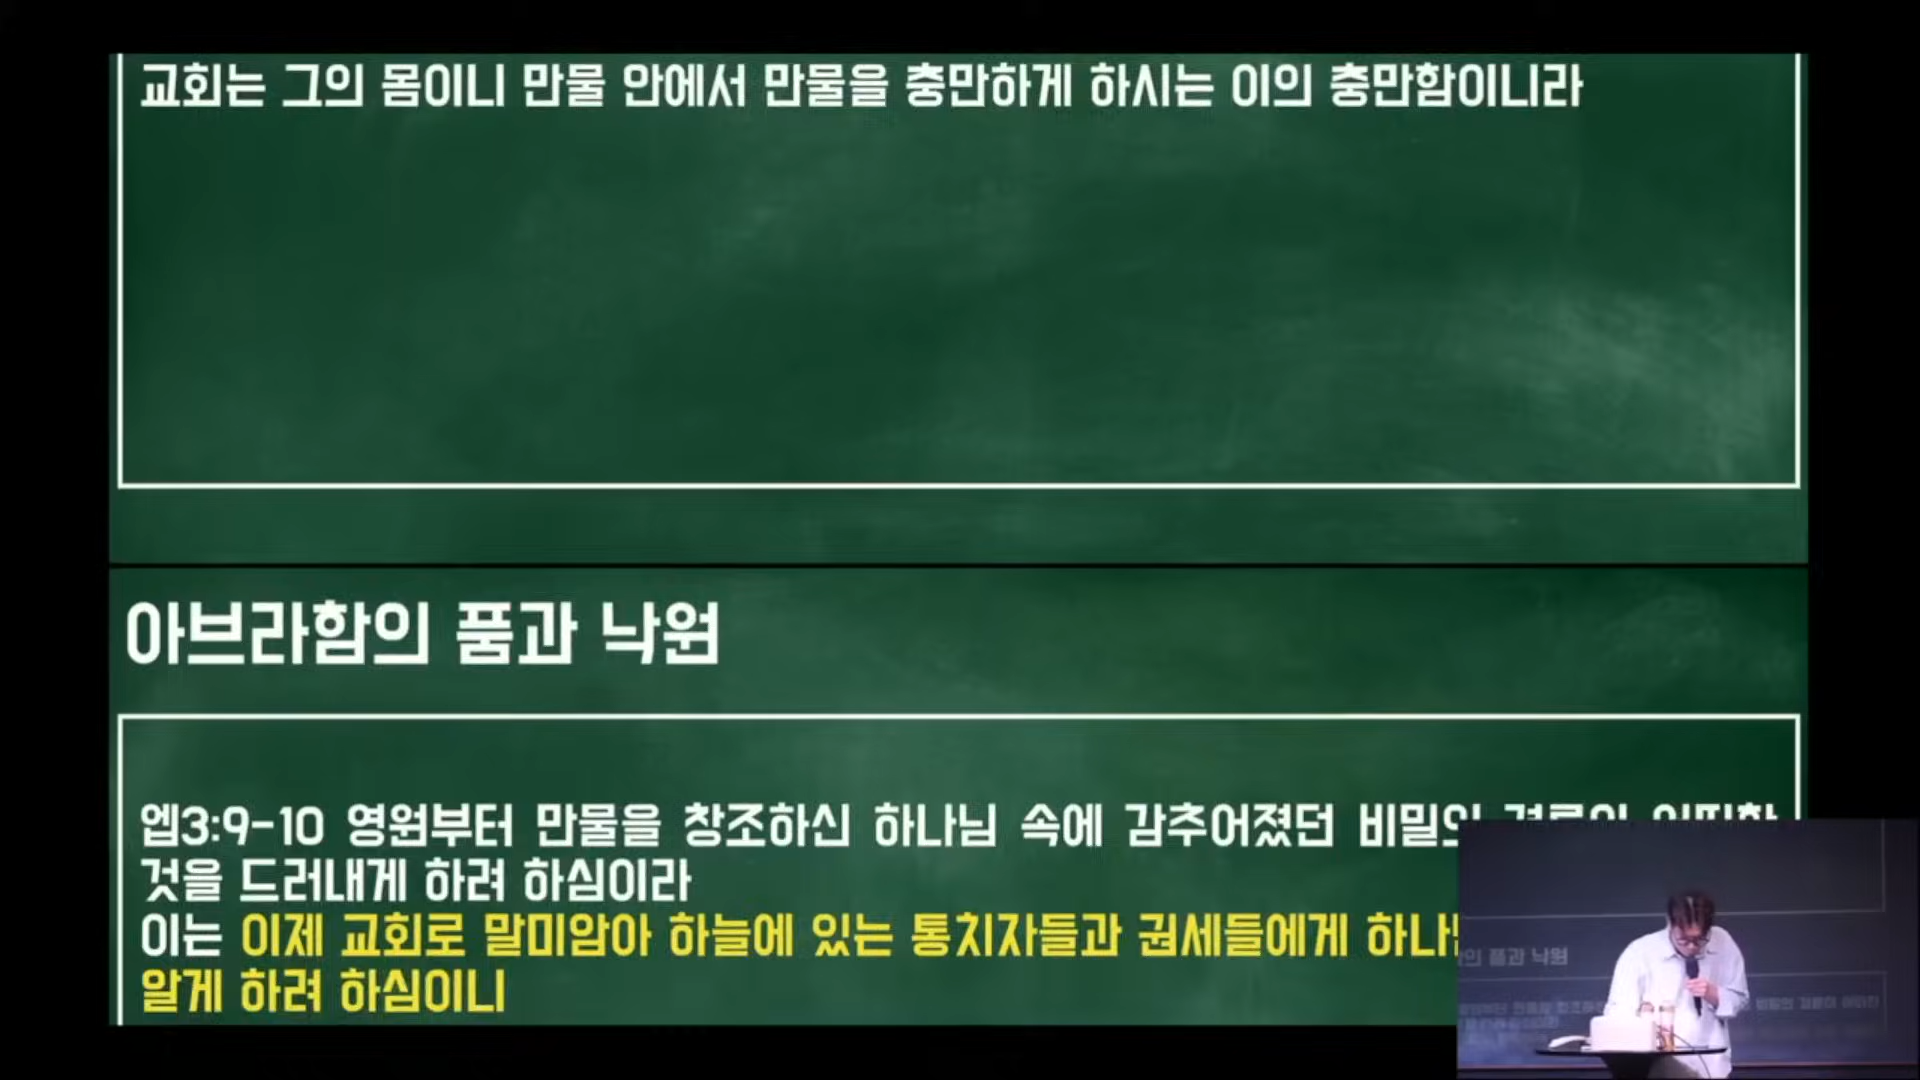 교회는 그의 몸이니 만물 안에서 만물을 충만하게 하시는 이의 충만함이니라
아브라함의 품과 낙원
엡3:9-10 영원부터 만물을 창조하신 하나님 속에 감추어졌던
것을 드러내게 하려 하심이라
이는 이제 교회로 말미암아 하늘에 있는 통치자들과 권세들에게
알게 하려 하심이니
품과 낙원